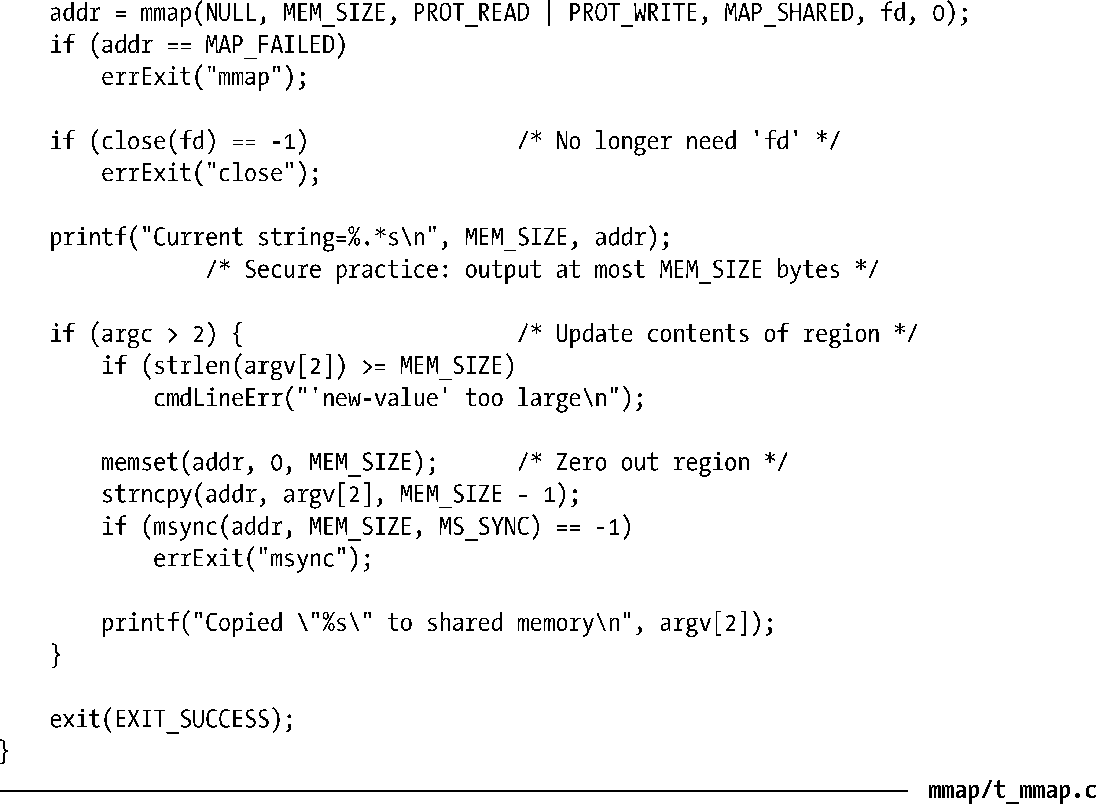 addr = mmap(NULL, MEM_SIZE, PROT_READ | PROT_WRITE, MAP_SHARED, fd, 0);
if (addr == MAP_FAILED)
errExit("mmap");
if (close(fd) == -1) /* No longer need 'fd' */
errExit("close");
printf("Current string=%.*s\n", MEM_SIZE, addr);
/* Secure practice: output at most MEM_SIZE bytes */
if (argc > 2) { /* Update contents of region */
if (strlen(argv[2]) >= MEM_SIZE)
cmdLineErr("'new-value' too large\n");
memset(addr, 0, MEM_SIZE); /* Zero out region */
strncpy(addr, argv[2], MEM_SIZE - 1);
if (msync(addr, MEM_SIZE, MS_SYNC) == -1)
errExit("msync");
printf("Copied \"%s\" to shared memory\n", argv[2]);
}
exit(EXIT_SUCCESS);
}
mmap/t_mmap.c